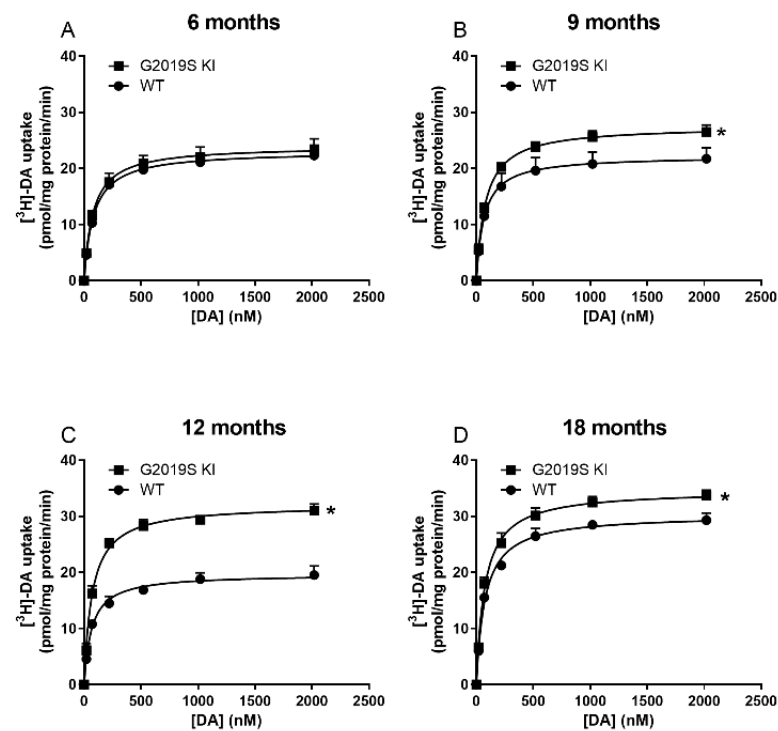 A
6 months
G2019S KI
WT
[³H]-DA uptake
(pmol/mg protein/min)
40
30
20
10
0
0 500 1000 1500 2000 2500
[DA] (nM)
B
9 months
G2019S KI
WT
*
[³H]-DA uptake
(pmol/mg protein/min)
40
30
20
10
0
0 500 1000 1500 2000 2500
[DA] (nM)
C
12 months
G2019S KI
WT
*
[³H]-DA uptake
(pmol/mg protein/min)
40
30
20
10
0
0 500 1000 1500 2000 2500
[DA] (nM)
D
18 months
G2019S KI
WT
*
[³H]-DA uptake
(pmol/mg protein/min)
40
30
20
10
0
0 500 1000 1500 2000 2500
[DA] (nM)